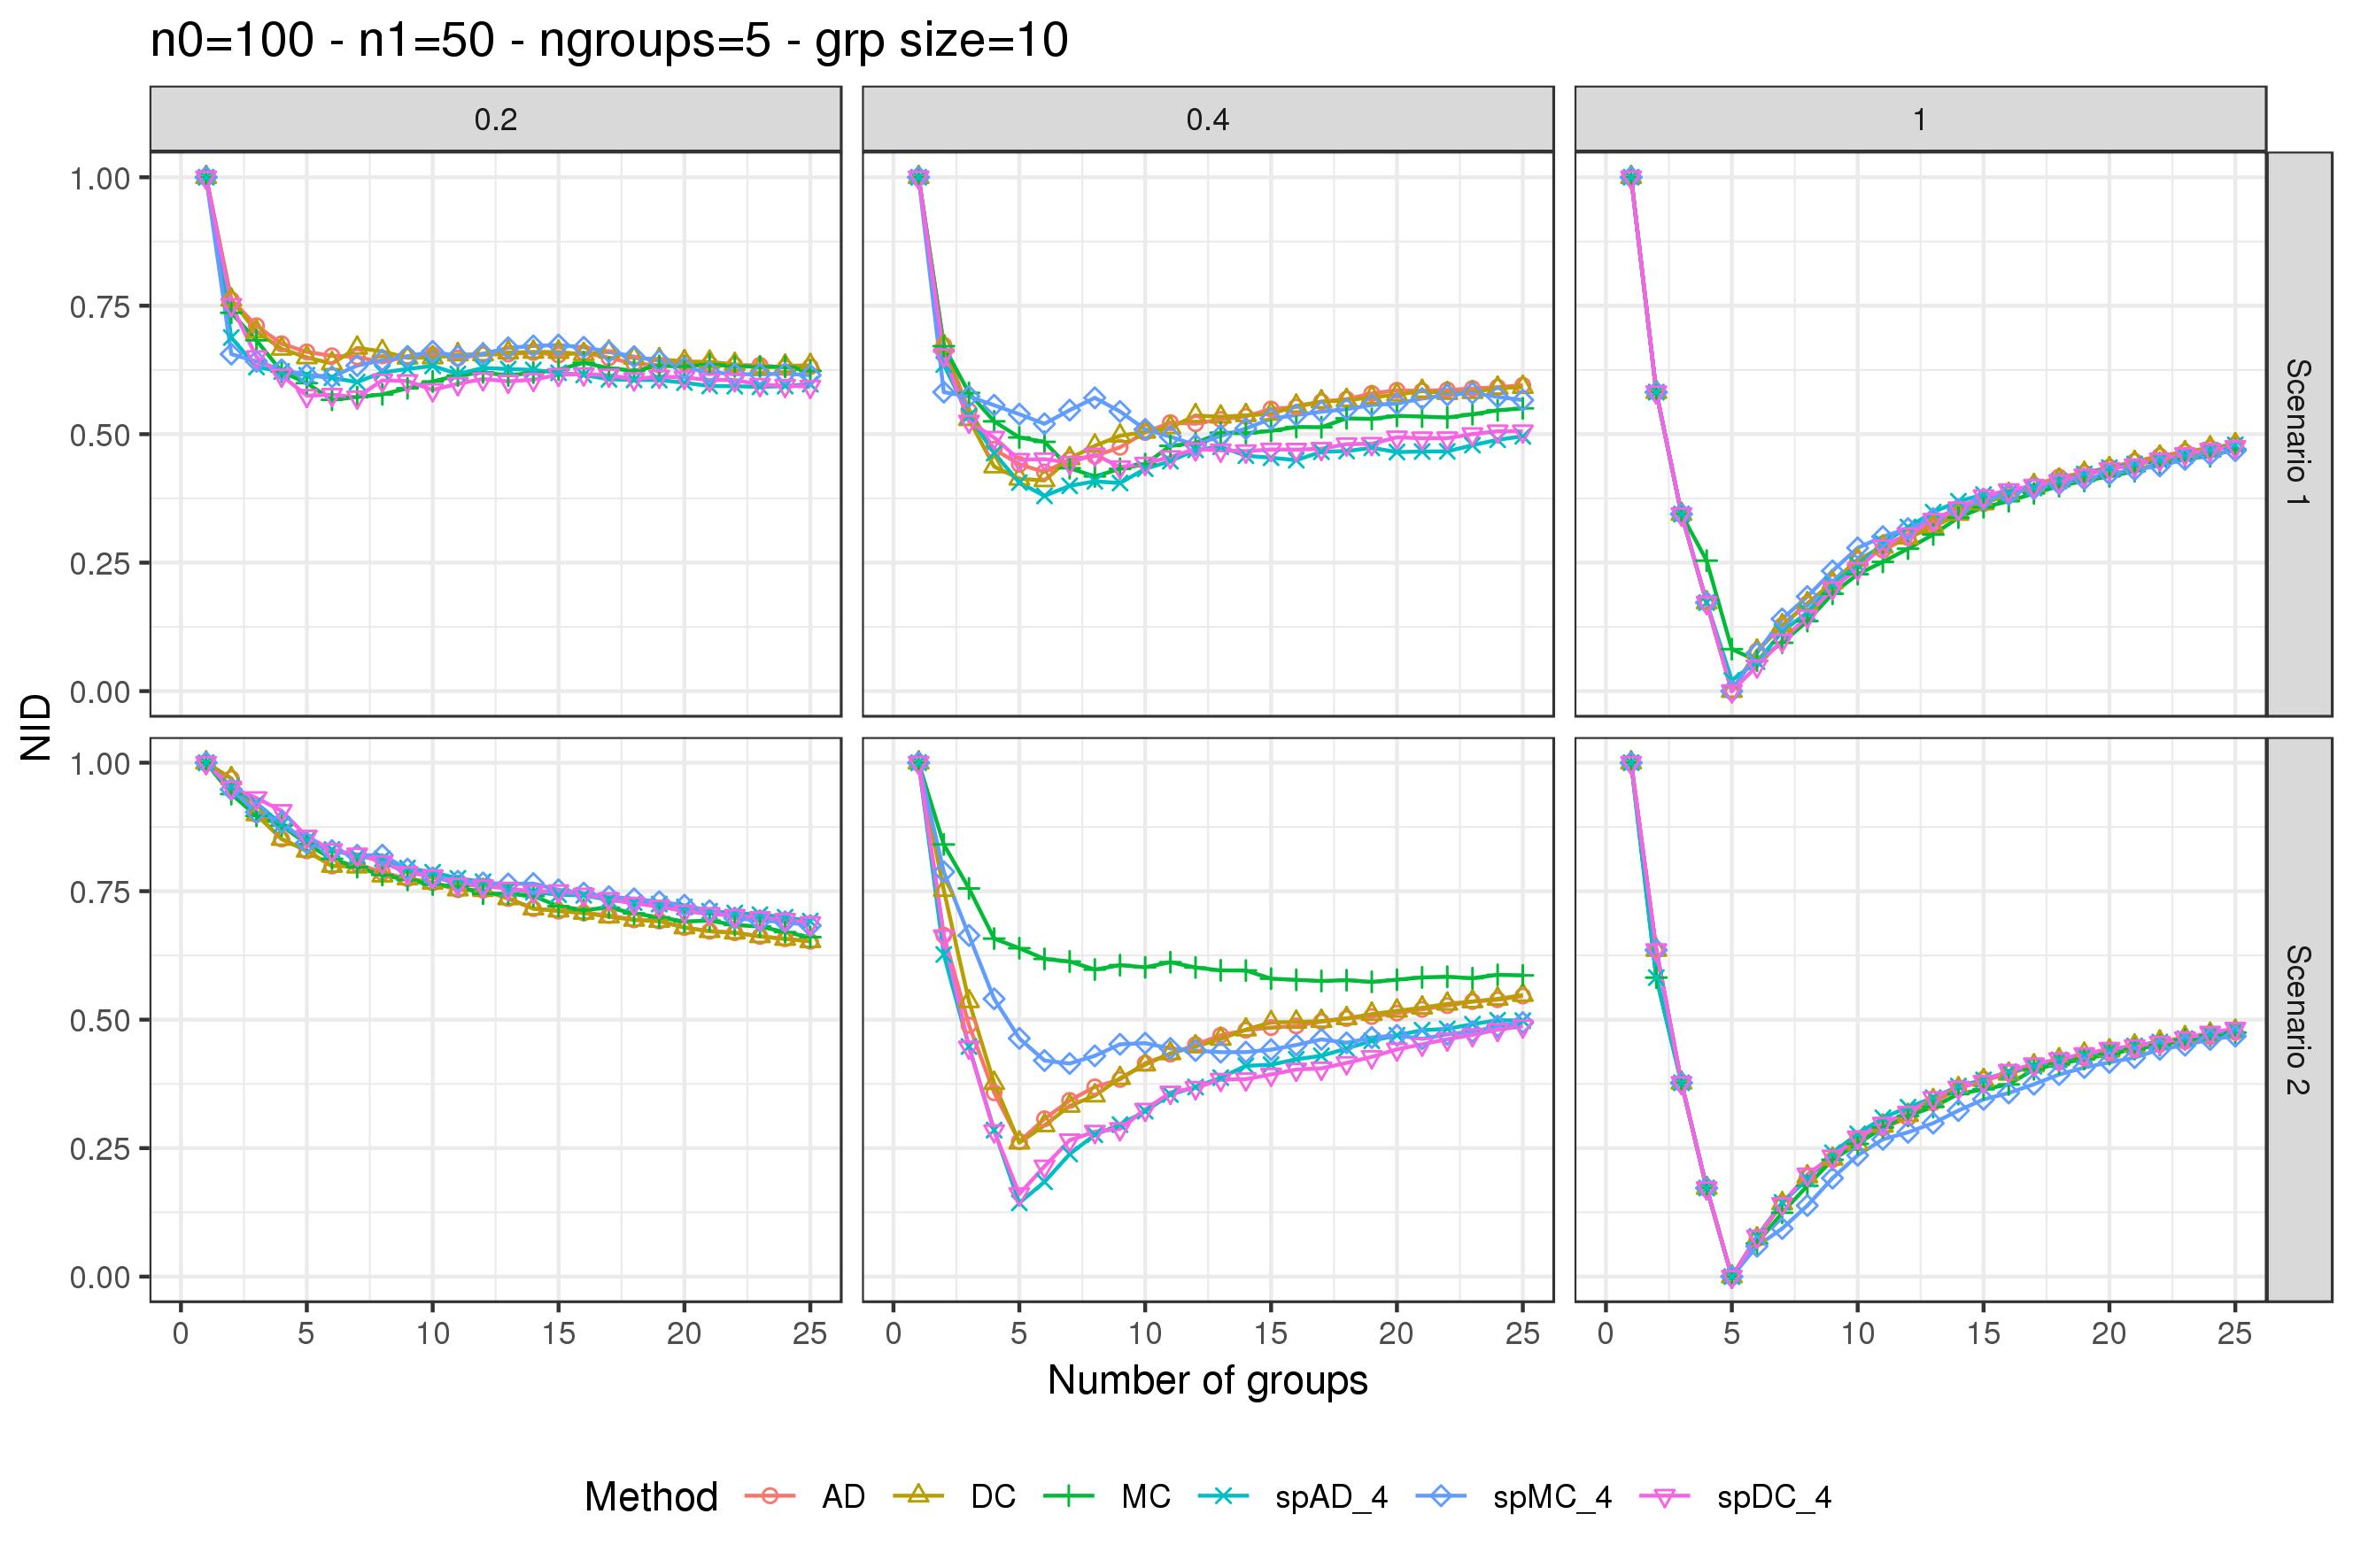 n0=100 - n1=50 - ngroups=5 - grp size=10
0.2 0.4 1
1.00
0.75
0.50
0.25
0.00
Scenario 1
NID
1.00
0.75
0.50
0.25
0.00
Scenario 2
0 5 10 15 20 25 0 5 10 15 20 25 0 5 10 15 20 25
Number of groups
Method AD DC MC spAD_4 spMC_4 spDC_4